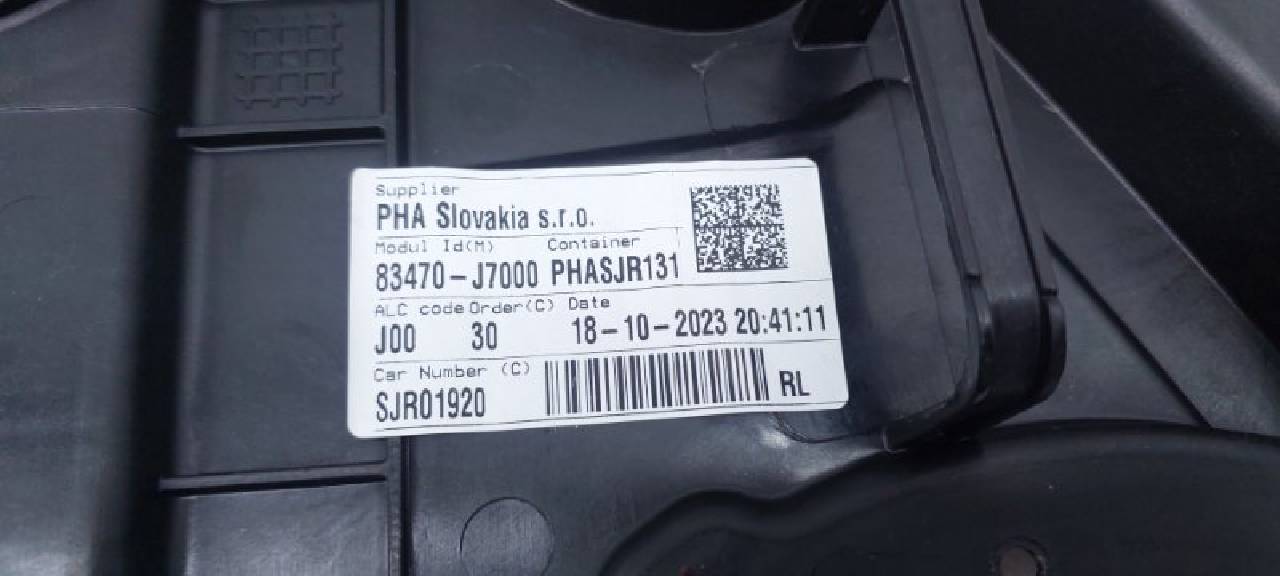 Supplier
PHA Slovakia s.r.o.
Modul Id(M) Container
83470-J7000 PHASJR131
ALC code Order(C) Date
J00 30 18-10-2023 20:41:11
Car Number (C)
SJR01920 RL